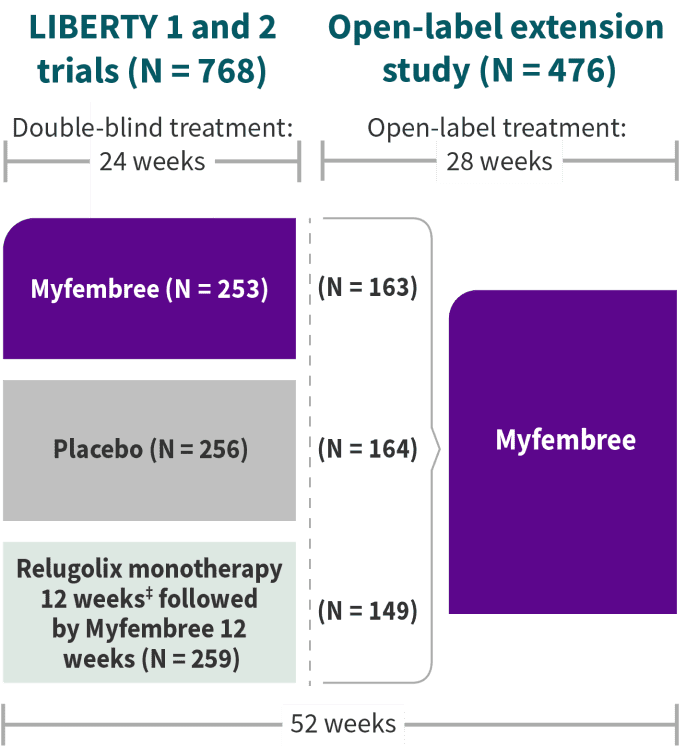 LIBERTY 1 and 2
trials (N = 768)
Open-label extension
study (N = 476)
Double-blind treatment:
24 weeks
Open-label treatment:
28 weeks
Myfembree (N = 253)
(N = 163)
Placebo (N = 256)
(N = 164)
Myfembree
Relugolix monotherapy
12 weeks‡ followed
by Myfembree 12
weeks (N = 259)
(N = 149)
52 weeks